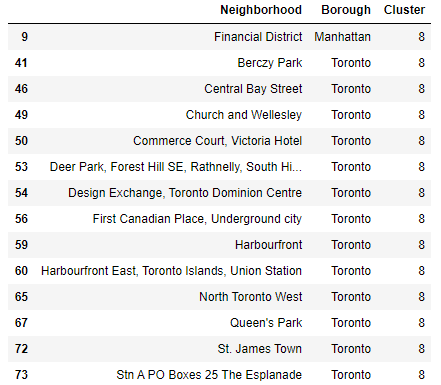 Neighborhood Borough Cluster
9 Financial District Manhattan 8
41 Berczy Park Toronto 8
46 Central Bay Street Toronto 8
49 Church and Wellesley Toronto 8
50 Commerce Court, Victoria Hotel Toronto 8
53 Deer Park, Forest Hill SE, Rathnelly, South Hi... Toronto 8
54 Design Exchange, Toronto Dominion Centre Toronto 8
56 First Canadian Place, Underground city Toronto 8
59 Harbourfront Toronto 8
60 Harbourfront East, Toronto Islands, Union Station Toronto 8
65 North Toronto West Toronto 8
67 Queen's Park Toronto 8
72 St. James Town Toronto 8
73 Stn A PO Boxes 25 The Esplanade Toronto 8